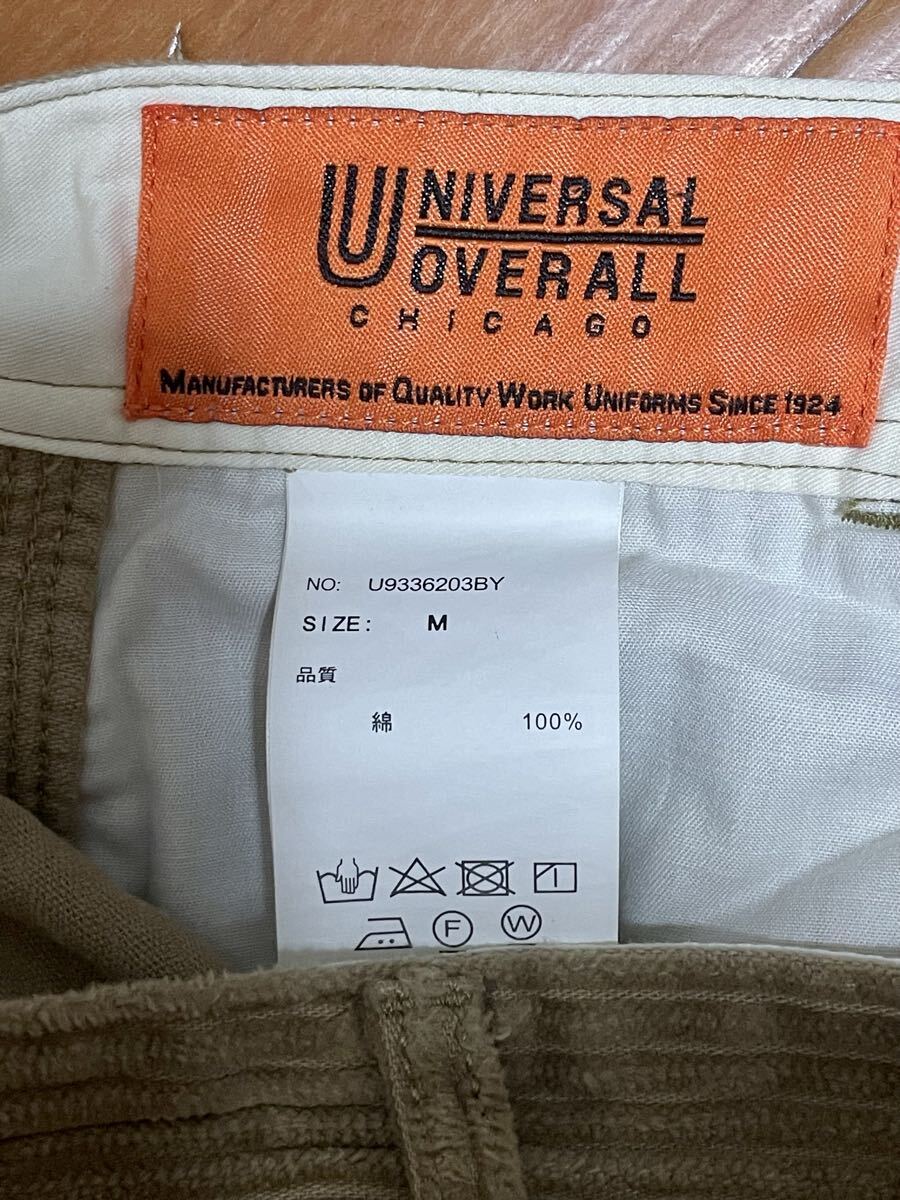 UNIVERSAL
OVERALL
CHICAGO
MANUFACTURERS OF QUALITY WORK UNIFORMS SINCE 1924
NO: U9336203BY
SIZE: M
品質
綿 100%
F W